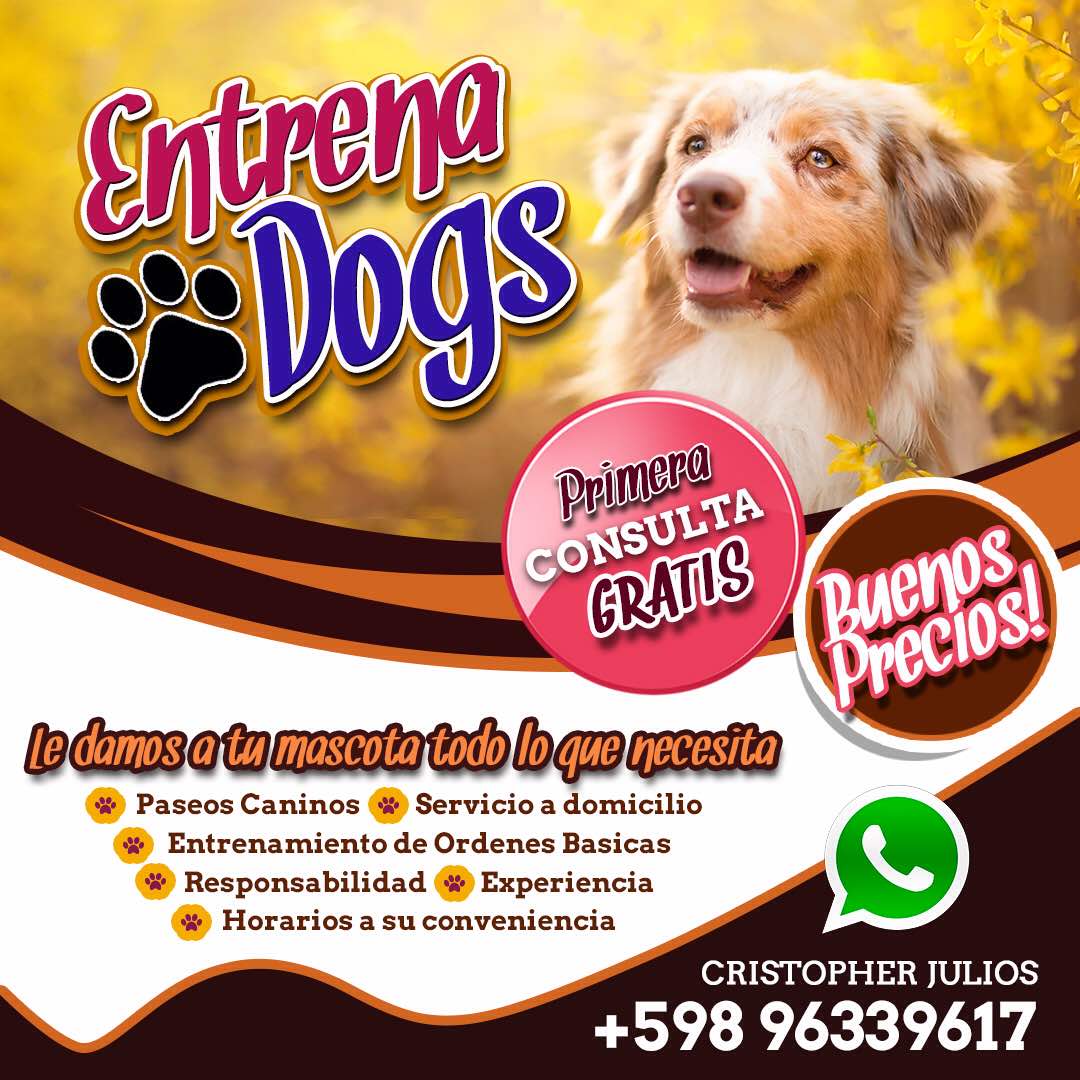 Entrena
Dogs
Primera
CONSULTA
GRATIS
Buenos
Precios!
Le damos a tu mascota todo lo que necesita
Paseos Caninos Servicio a domicilio
Entrenamiento de Ordenes Basicas
Responsabilidad Experiencia
Horarios a su conveniencia
CRISTOPHER JULIOS
+598 96339617